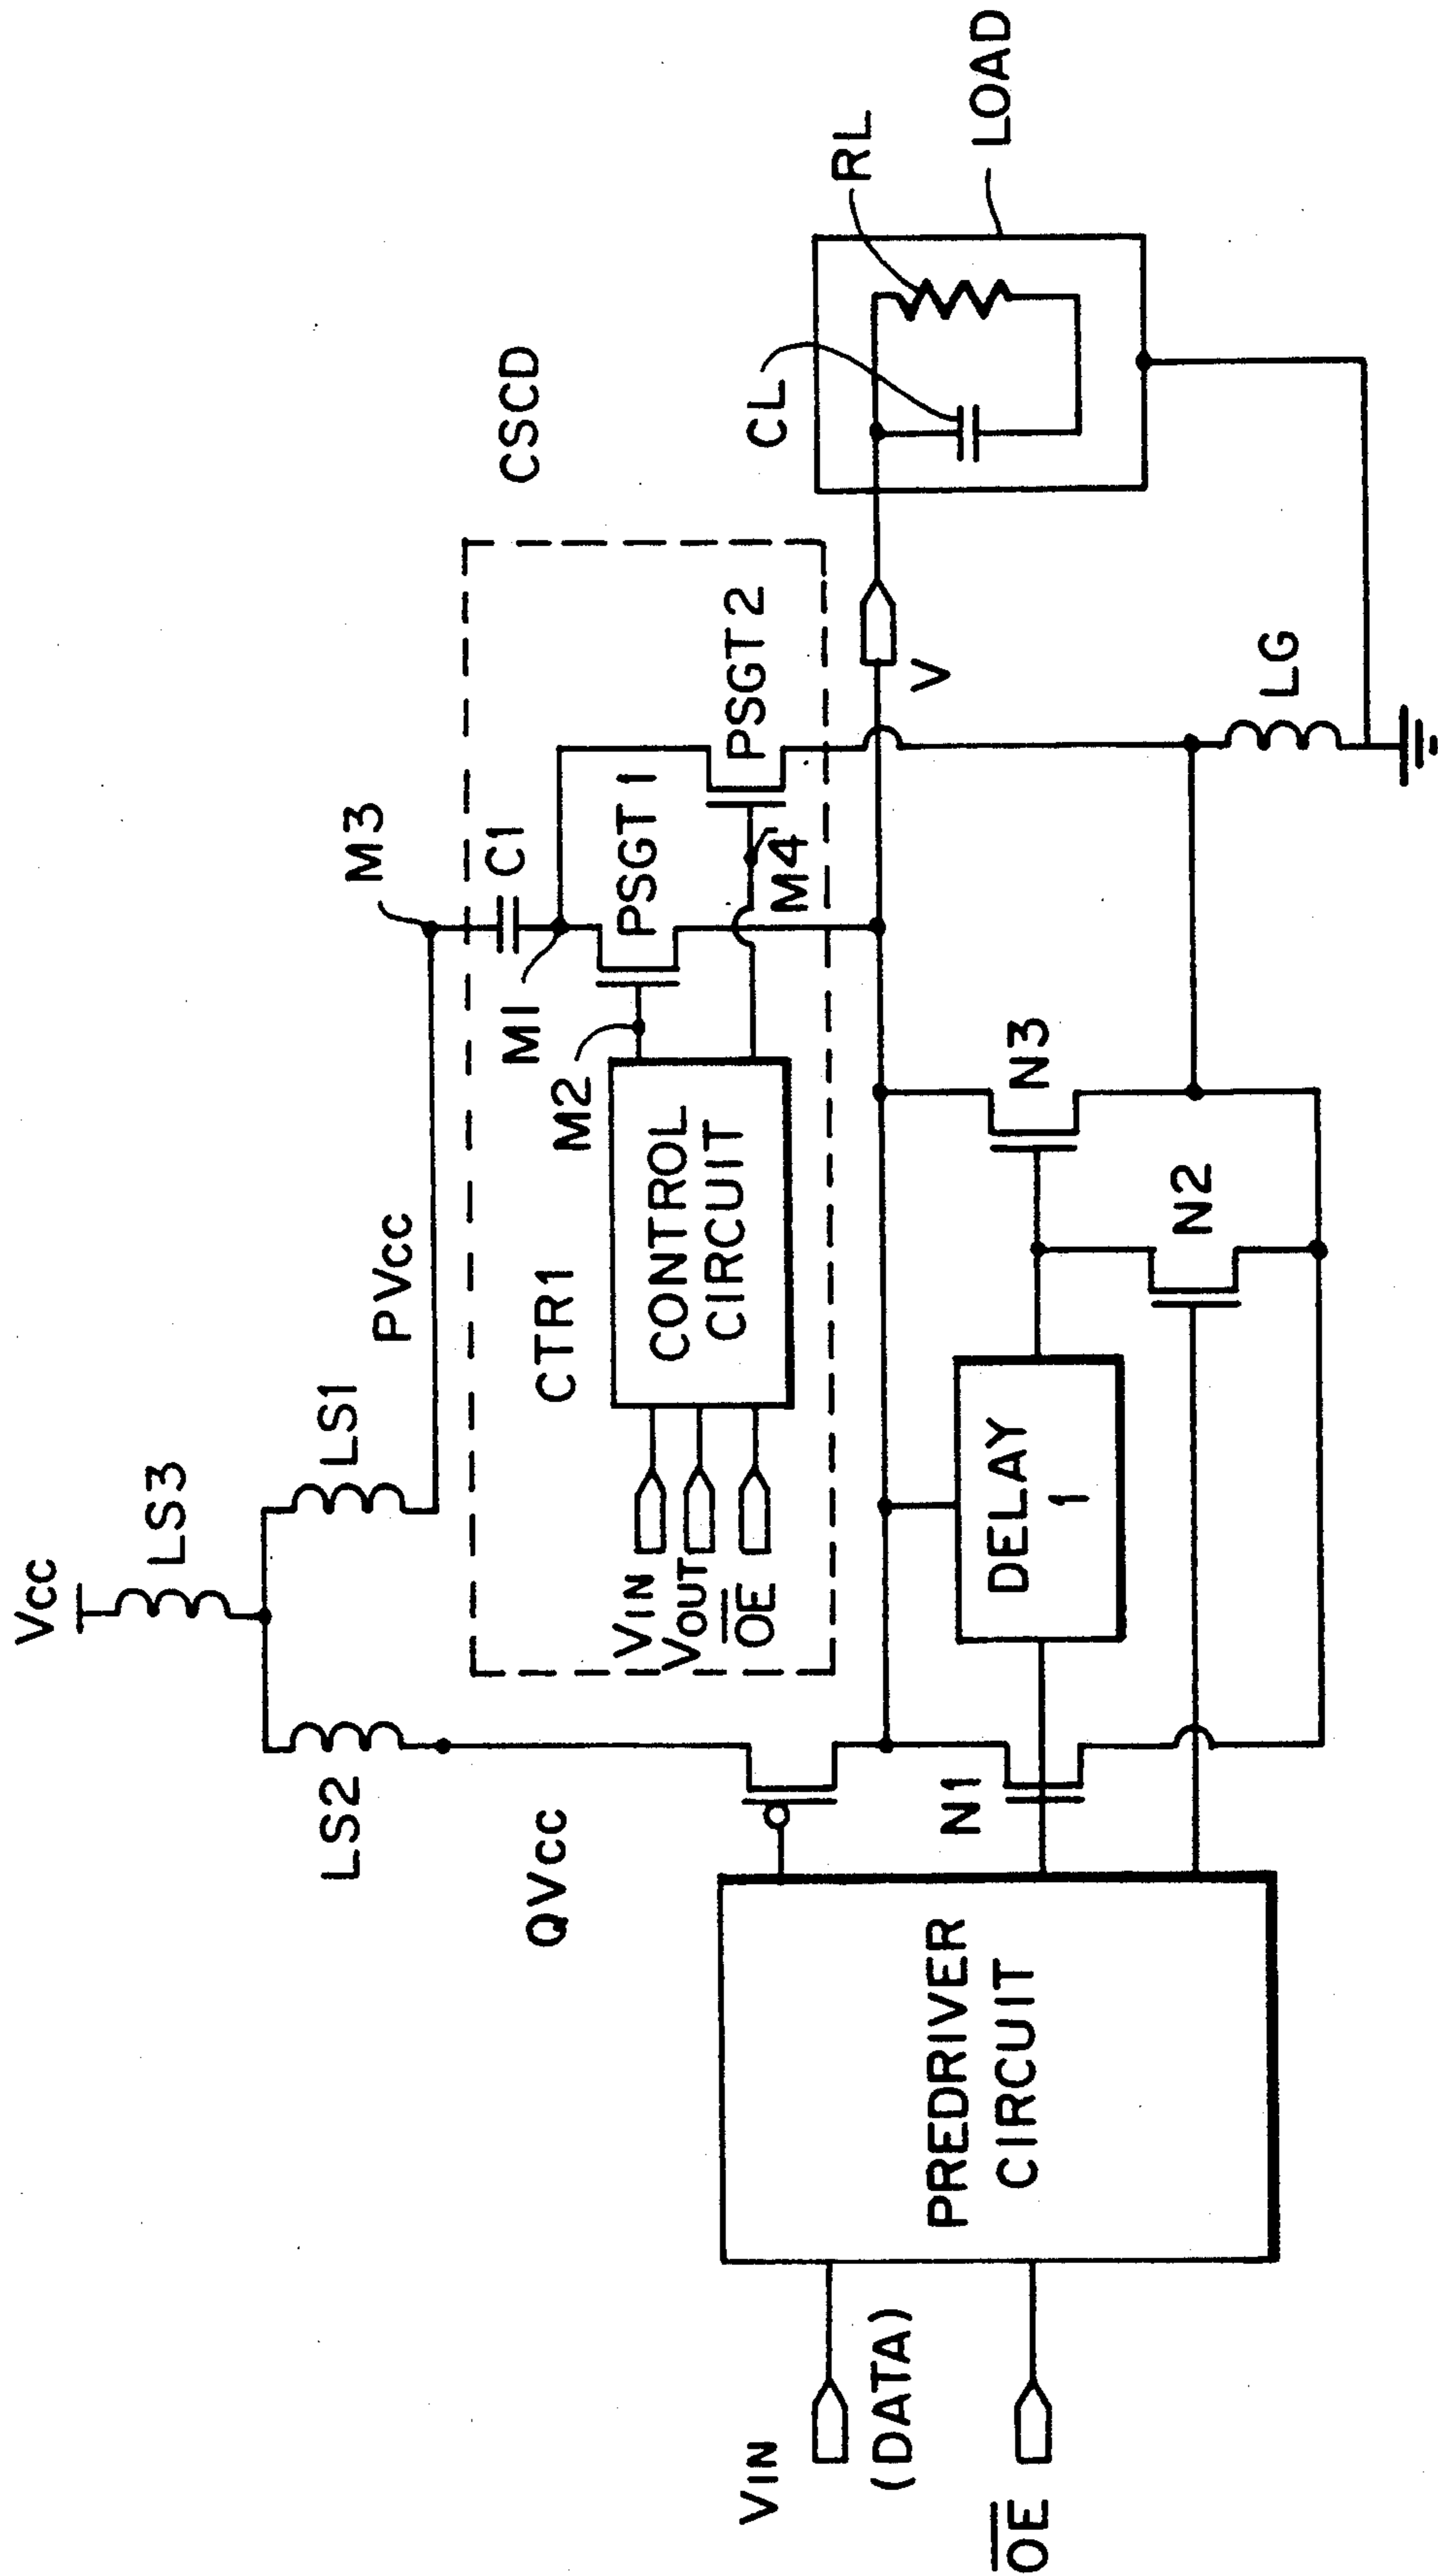 Vcc
LS3
LS2
LS1
PVcc
M3
QVcc
CSCD
C1
M1
CTR1
M2
PSGT 1
PSGT 2
CONTROL
CIRCUIT
VIN
VOUT
OE
M4
CL
RL
LOAD
V
VIN
(DATA)
OE
PREDRIVER
CIRCUIT
N1
DELAY
1
N3
N2
LG